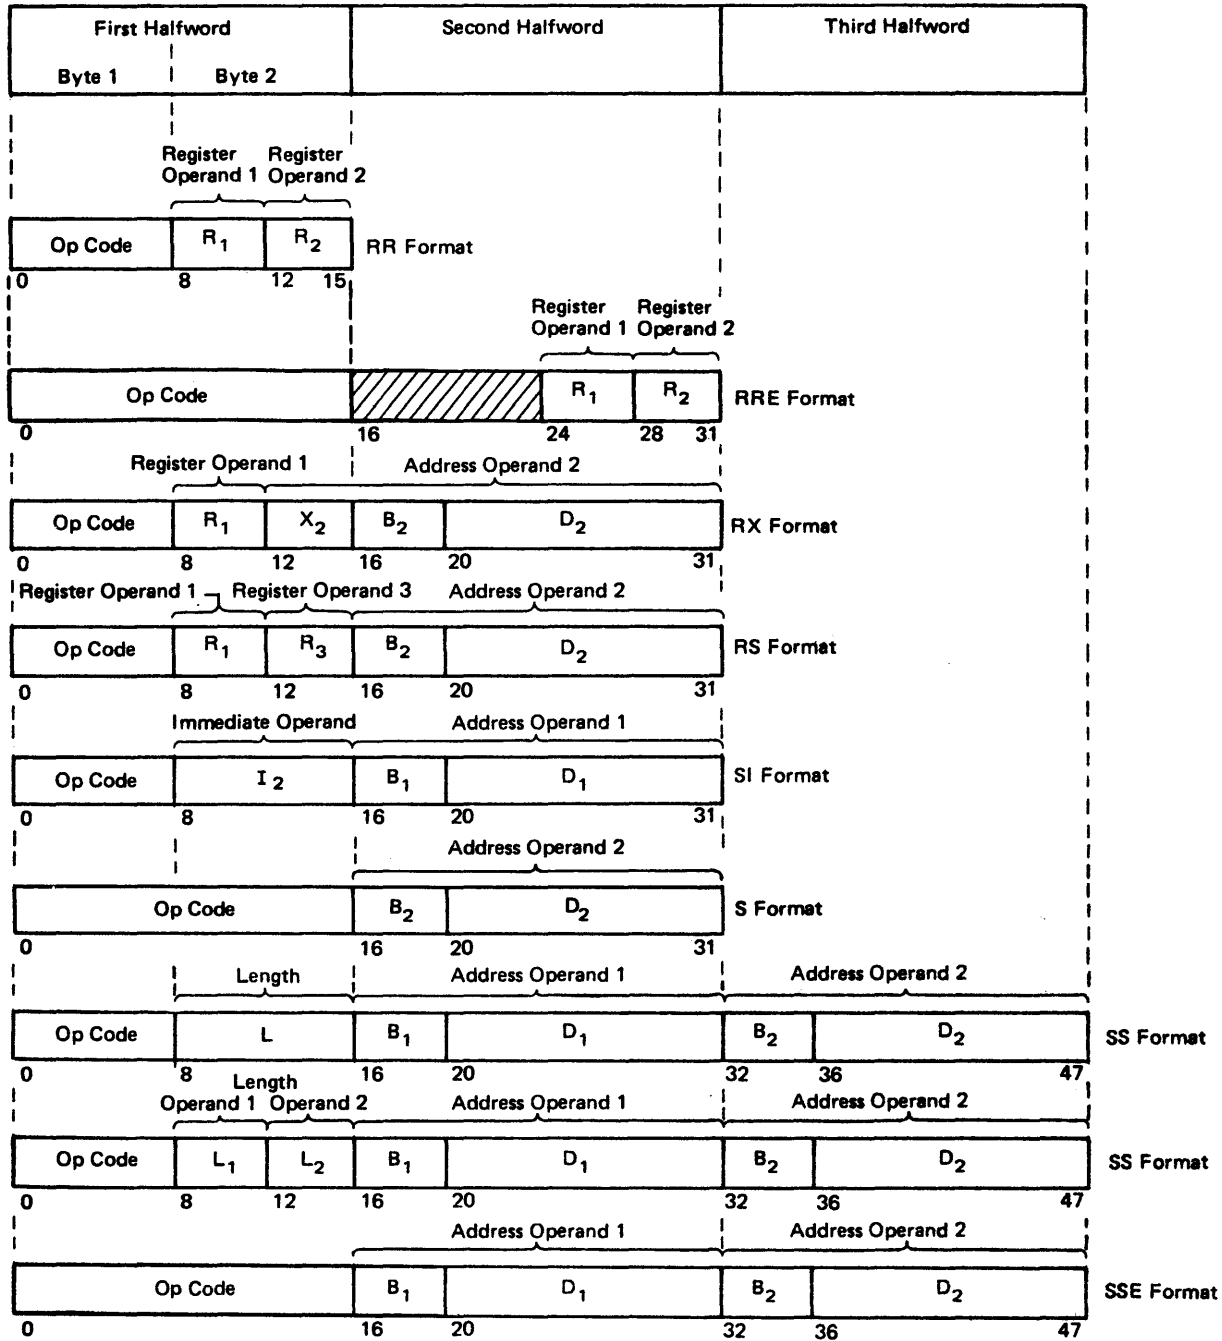 First Halfword Second Halfword Third Halfword
Byte 1 Byte 2
Register Register
Operand 1 Operand 2
Op Code R1 R2 RR Format
0 8 12 15
Register Register
Operand 1 Operand 2
Op Code R1 R2 RRE Format
0 16 24 28 31
Register Operand 1 Address Operand 2
Op Code R1 X2 B2 D2 RX Format
0 8 12 16 20 31
Register Operand 1 Register Operand 3 Address Operand 2
Op Code R1 R3 B2 D2 RS Format
0 8 12 16 20 31
Immediate Operand Address Operand 1
Op Code I2 B1 D1 SI Format
0 8 16 20 31
Address Operand 2
Op Code B2 D2 S Format
0 16 20 31
Length Address Operand 1 Address Operand 2
Op Code L B1 D1 B2 D2 SS Format
0 8 16 20 32 36 47
Length
Operand 1 Operand 2 Address Operand 1 Address Operand 2
Op Code L1 L2 B1 D1 B2 D2 SS Format
0 8 12 16 20 32 36 47
Address Operand 1 Address Operand 2
Op Code B1 D1 B2 D2 SSE Format
0 16 20 32 36 47